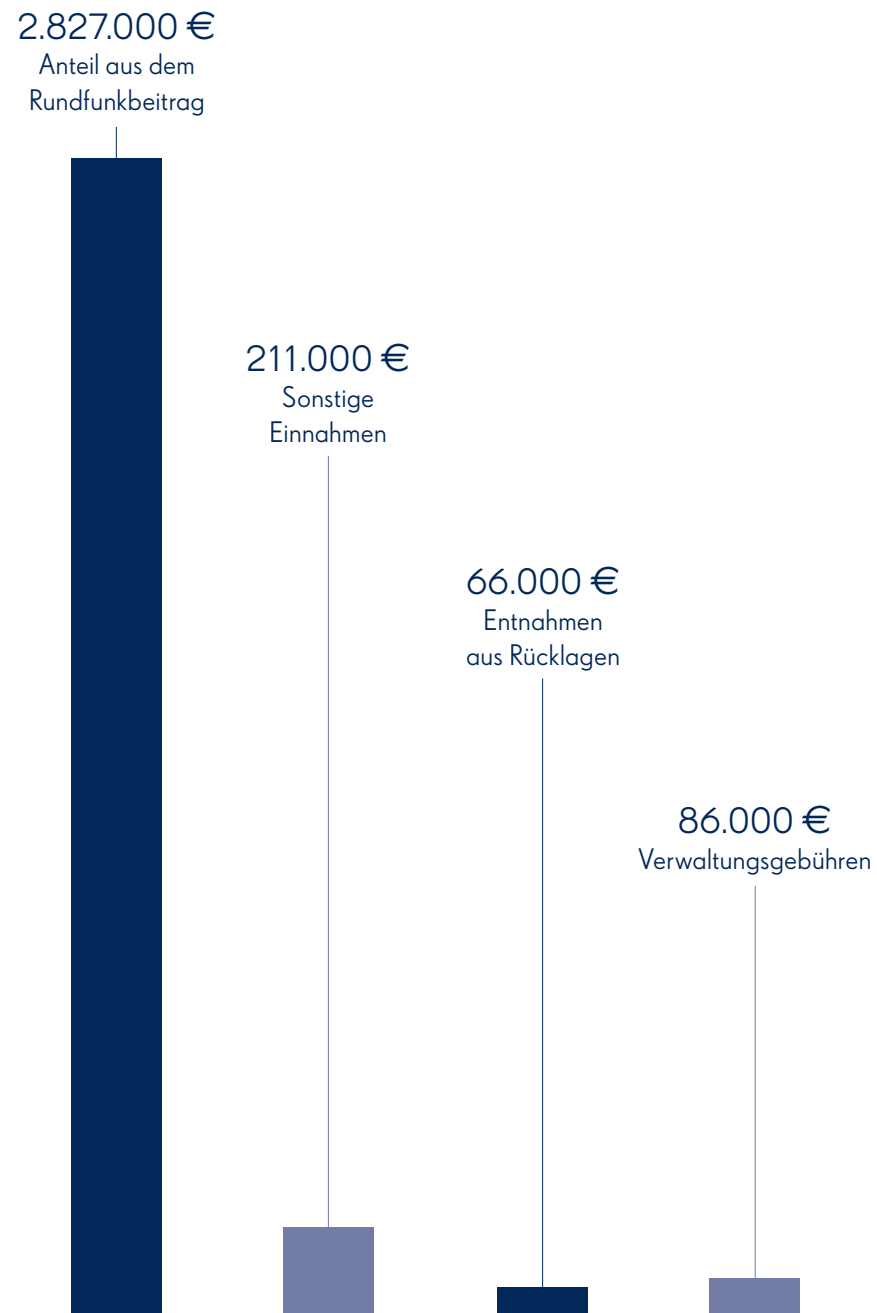 2.827.000 €
Anteil aus dem
Rundfunkbeitrag
211.000 €
Sonstige
Einnahmen
66.000 €
Entnahmen
aus Rücklagen
86.000 €
Verwaltungsgebühren